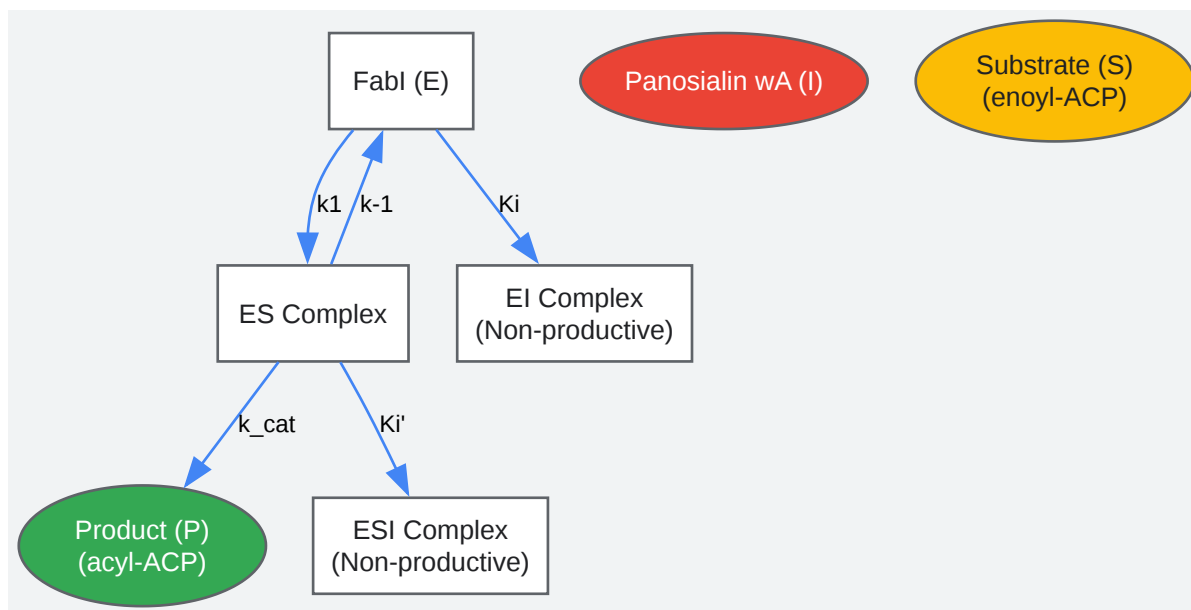 FabI (E)
Panosialin wA (I)
Substrate (S)
(enoyl-ACP)
k1
k-1
Ki
ES Complex
EI Complex
(Non-productive)
k_cat
Ki'
Product (P)
(acyl-ACP)
ESI Complex
(Non-productive)